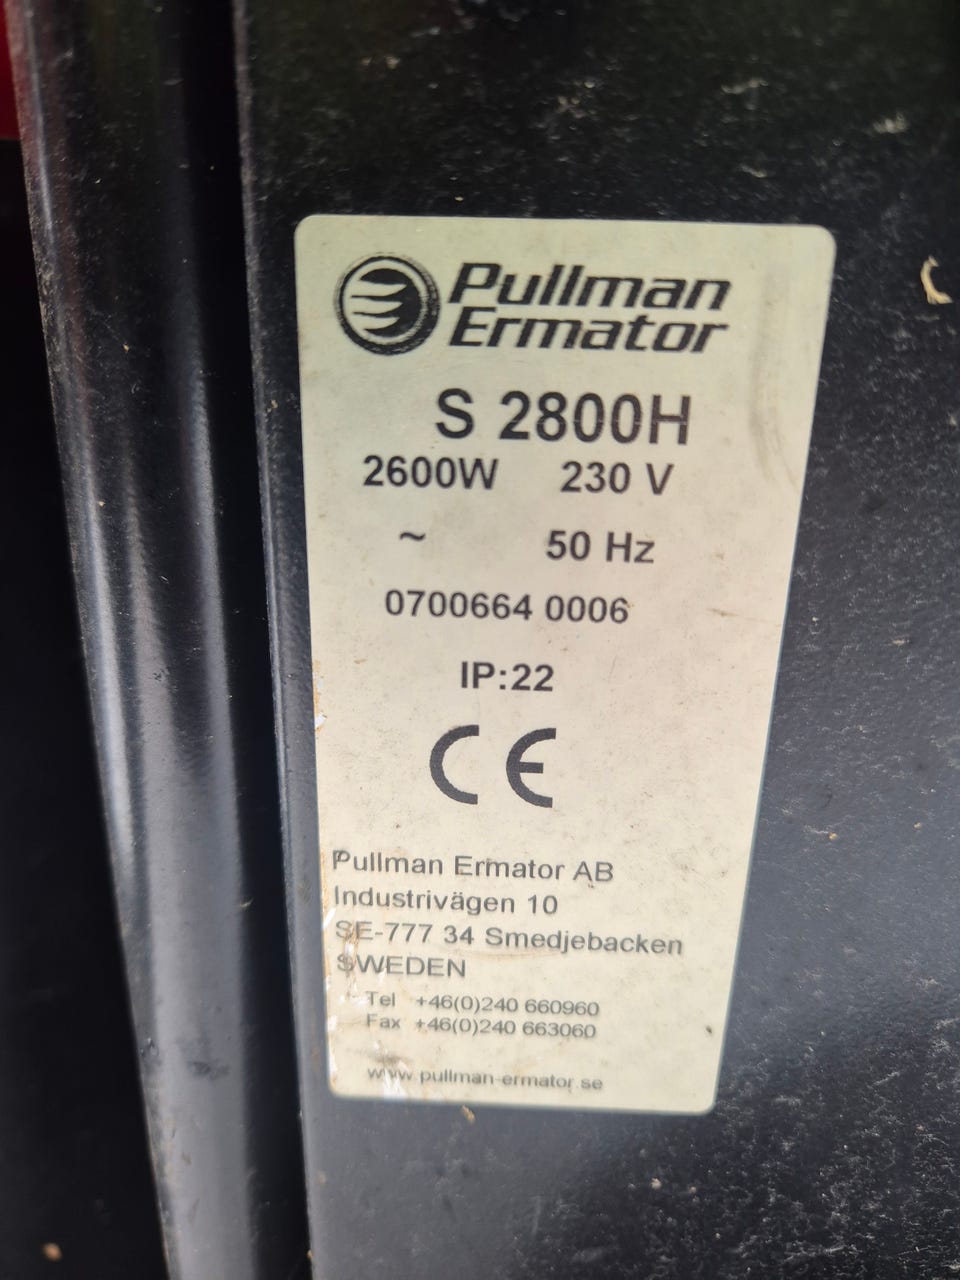 Pullman
Ermator
S 2800H
2600W 230 V
~ 50 Hz
0700664 0006
IP:22
CE
Pullman Ermator AB
Industrivägen 10
SE-777 34 Smedjebacken
SWEDEN
Tel +46(0)240 660960
Fax +46(0)240 663060
www.pullman-ermator.se